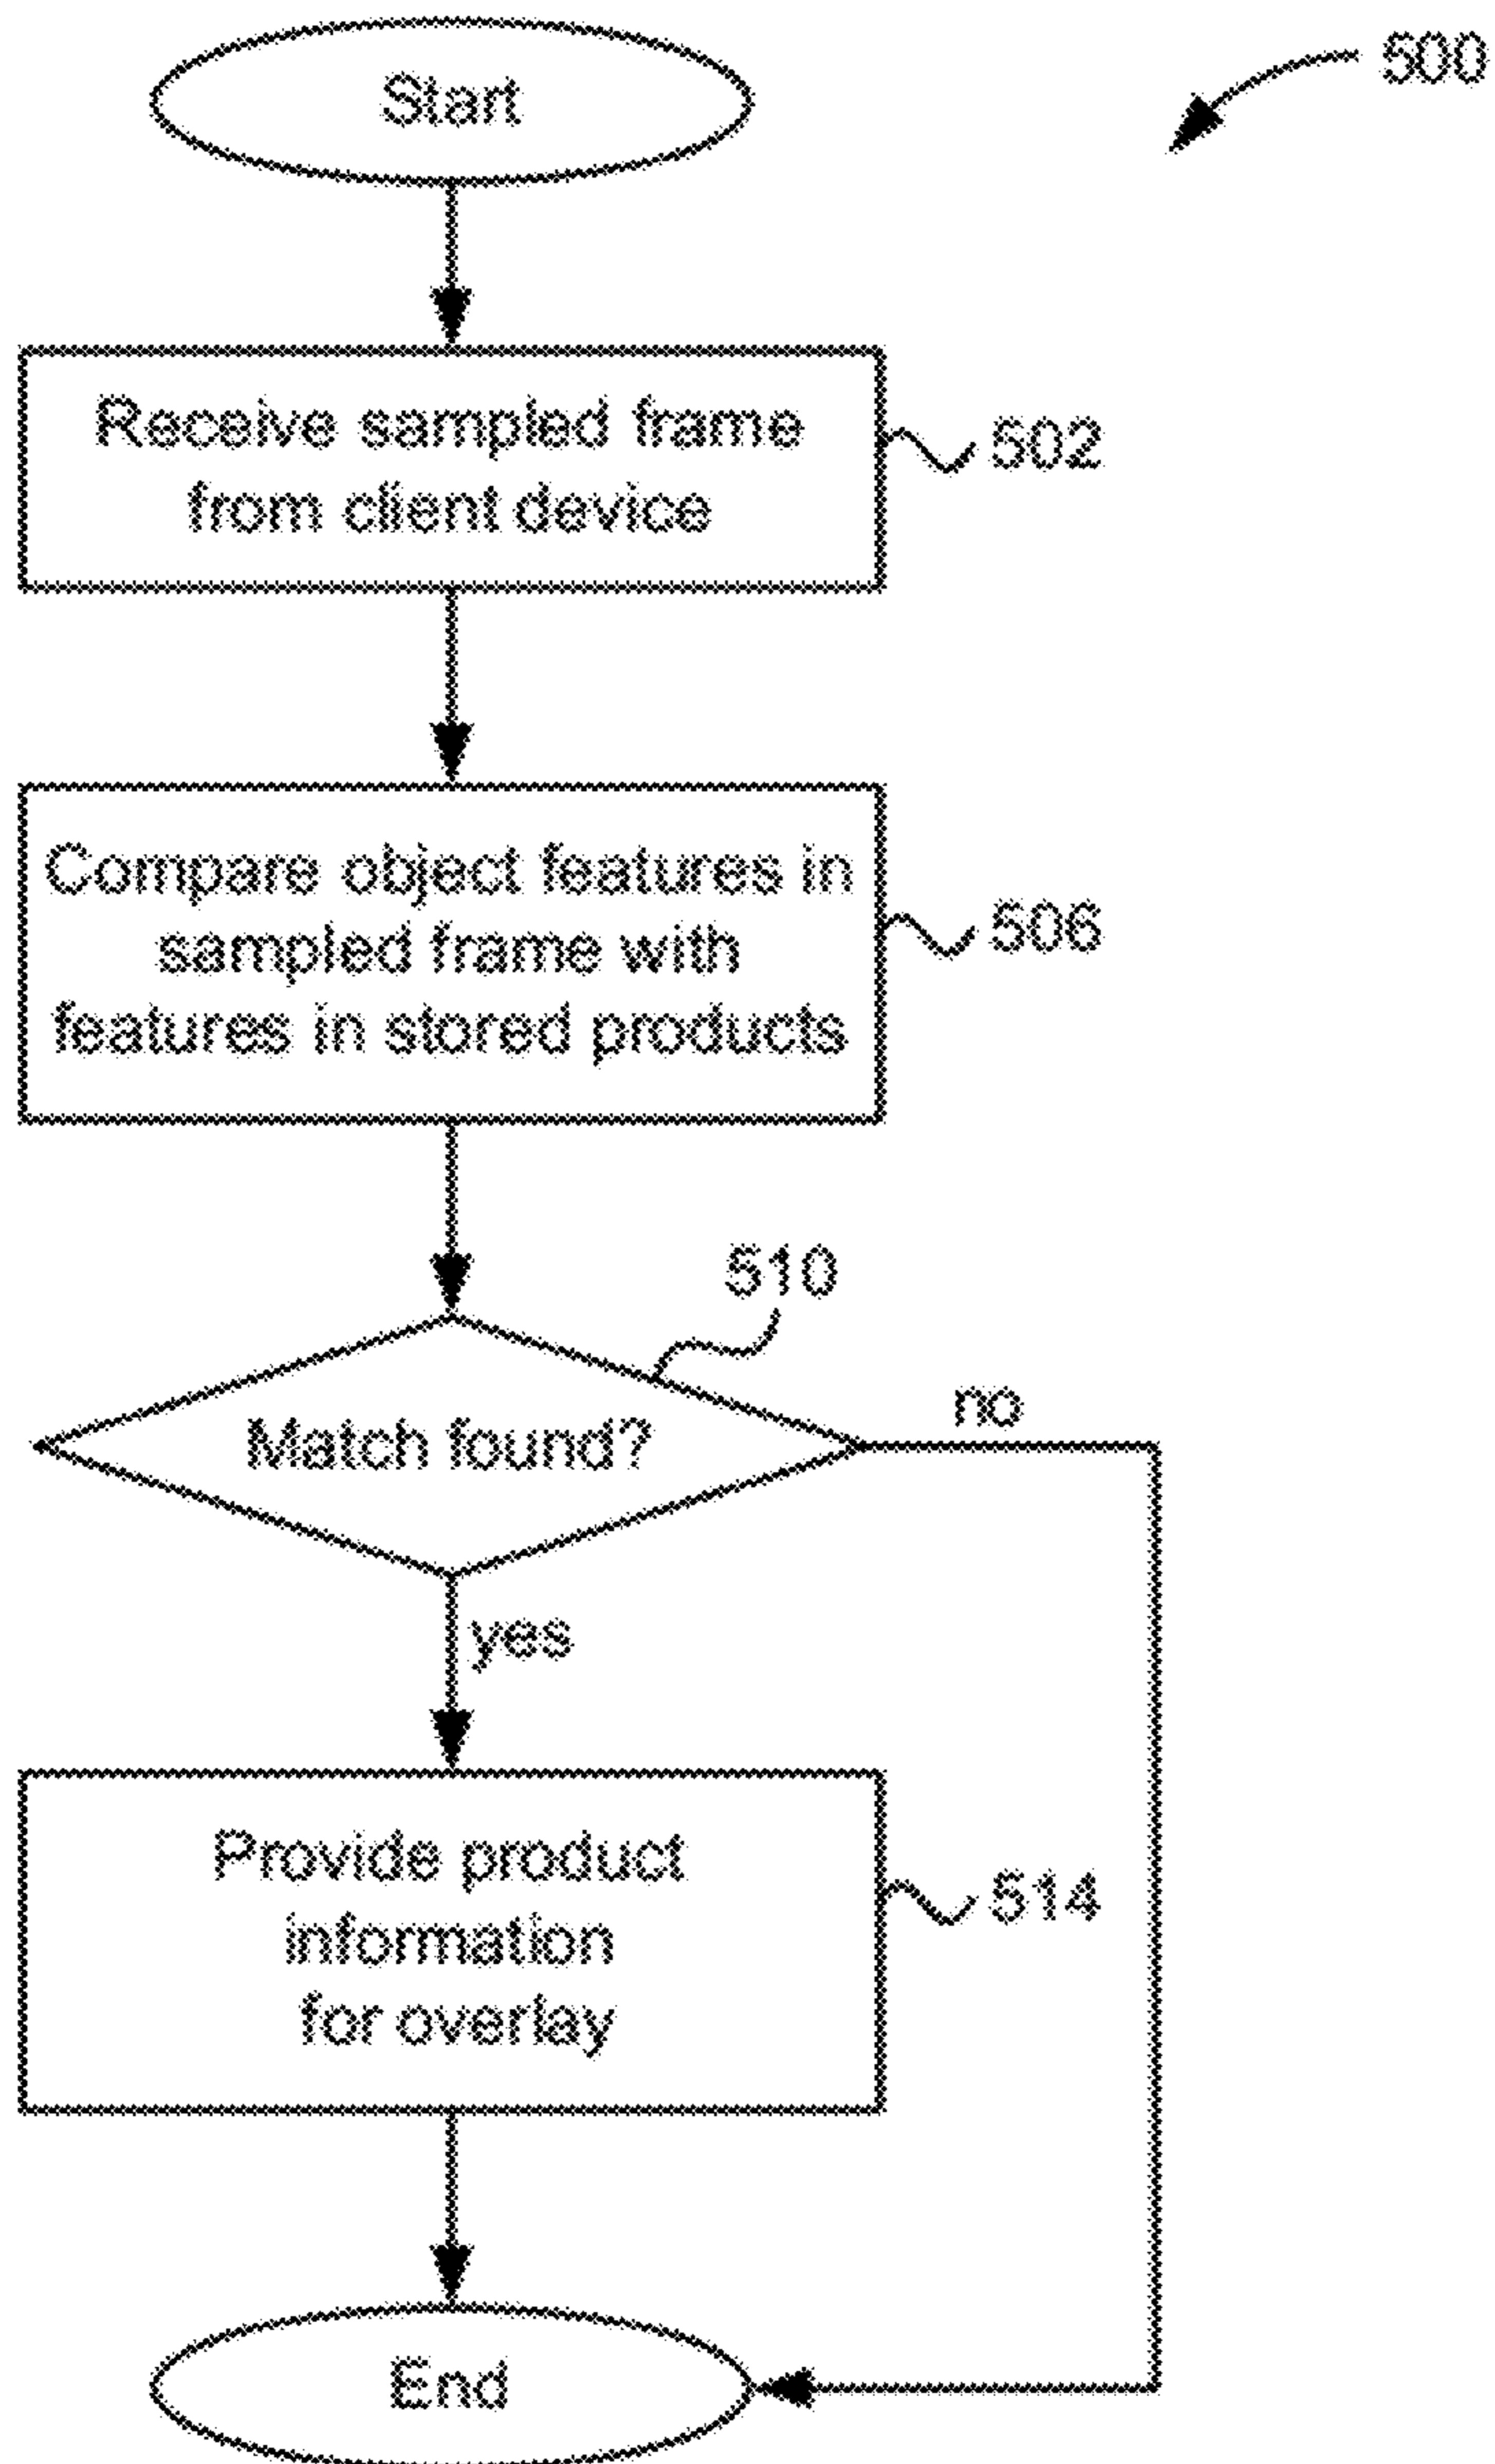 500
Start
Receive sampled frame
from client device
502
Compare object features in
sampled frame with
features in stored products
506
510
Match found?
no
yes
Provide product
information
for overlay
514
End